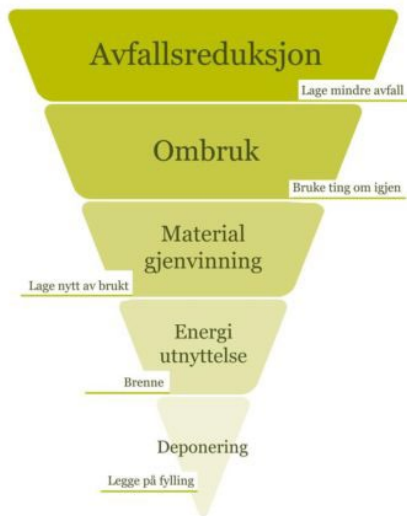 Avfallsreduksjon
Lage mindre avfall
Ombruk
Bruke ting om igjen
Material
gjenvinning
Lage nytt av brukt
Energi
utnyttelse
Brenne
Deponering
Legge på fylling